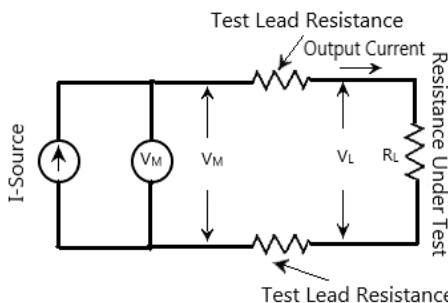 Test Lead Resistance
Output Current
I-Source
VM
VM
VL
RL
Resistance Under Test
Test Lead Resistance